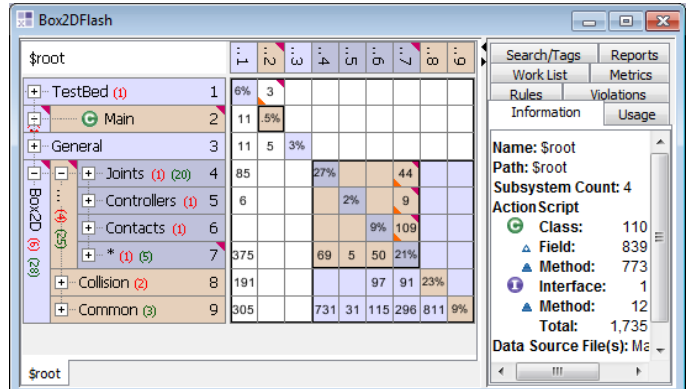 Box2DFlash
$root
1 2 3 4 5 6 7 8 9
TestBed (1) 1 6% 3
Main 2 11 .5%
General 3 11 5 3%
Joints (1) (20) 4 85 27% 44
Controllers (1) 5 6 2% 9
Contacts (1) 6 9% 109
* (1) (5) 7 375 69 5 50 21%
Collision (2) 8 191 97 91 23%
Common (3) 9 305 731 31 115 296 811 9%
Box2D (6) (28)
(4) (25)
$root
Search/Tags Reports
Work List Metrics
Rules Violations
Information Usage
Name: $root
Path: $root
Subsystem Count: 4
ActionScript
C Class: 110
Field: 839
Method: 773
I Interface: 1
Method: 12
Total: 1,735
Data Source File(s): Ma